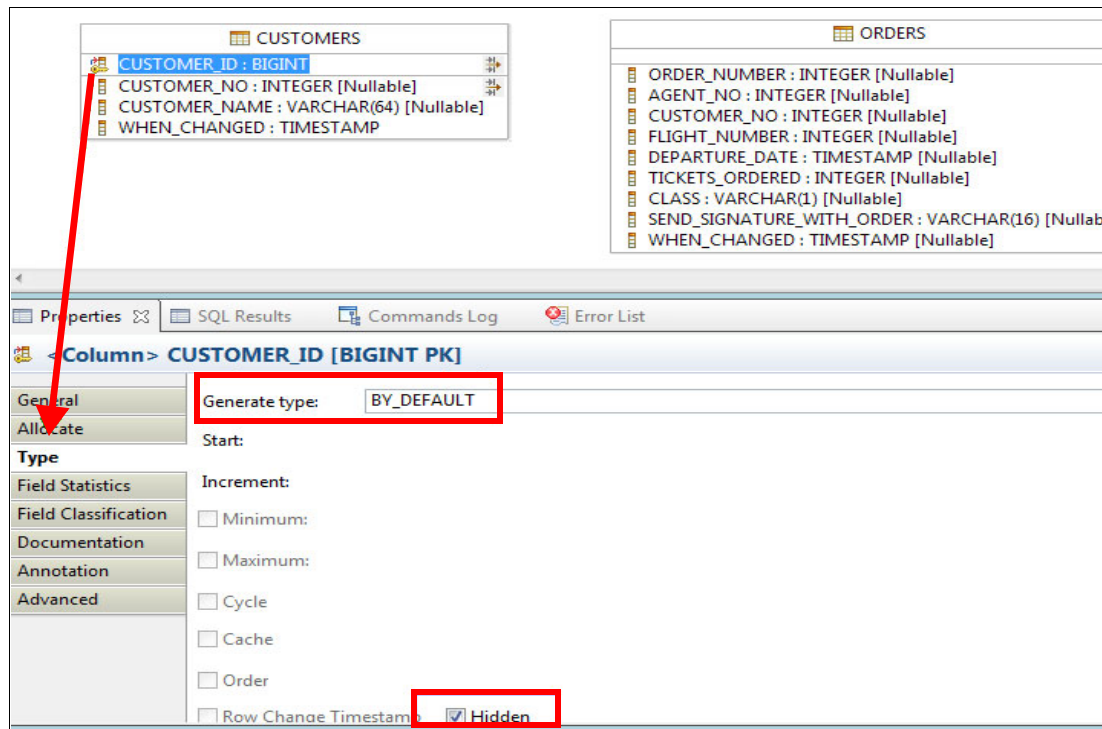 CUSTOMERS
CUSTOMER_ID : BIGINT
CUSTOMER_NO : INTEGER [Nullable]
CUSTOMER_NAME : VARCHAR(64) [Nullable]
WHEN_CHANGED : TIMESTAMP
ORDERS
ORDER_NUMBER : INTEGER [Nullable]
AGENT_NO : INTEGER [Nullable]
CUSTOMER_NO : INTEGER [Nullable]
FLIGHT_NUMBER : INTEGER [Nullable]
DEPARTURE_DATE : TIMESTAMP [Nullable]
TICKETS_ORDERED : INTEGER [Nullable]
CLASS : VARCHAR(1) [Nullable]
SEND_SIGNATURE_WITH_ORDER : VARCHAR(16) [Nullab
WHEN_CHANGED : TIMESTAMP [Nullable]
Properties SQL Results Commands Log Error List
<Column> CUSTOMER_ID [BIGINT PK]
General
Allocate
Type
Field Statistics
Field Classification
Documentation
Annotation
Advanced
Generate type: BY_DEFAULT
Start:
Increment:
Minimum:
Maximum:
Cycle
Cache
Order
Row Change Timestamp Hidden